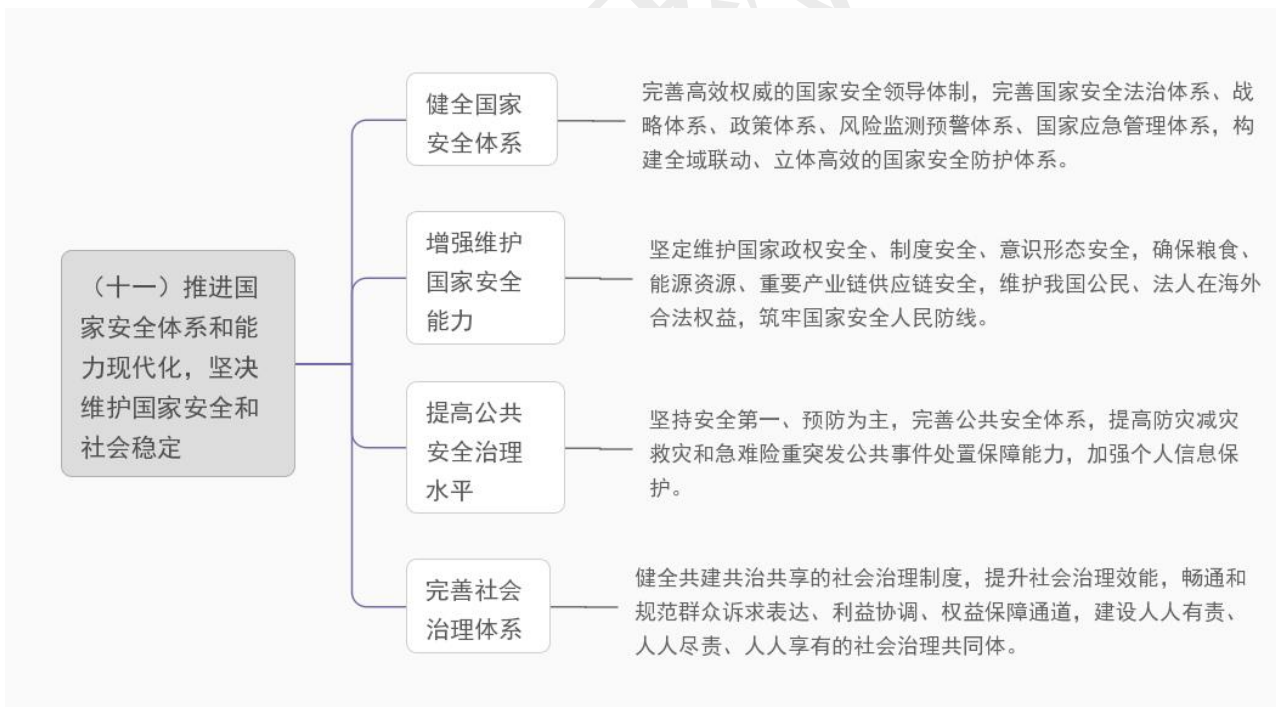 （十一）推进国
家安全体系和能
力现代化，坚决
维护国家安全和
社会稳定
健全国家
安全体系
完善高效权威的国家安全领导体制，完善国家安全法治体系、战
略体系、政策体系、风险监测预警体系、国家应急管理体系，构
建全域联动、立体高效的国家安全防护体系。
增强维护
国家安全
能力
坚定维护国家政权安全、制度安全、意识形态安全，确保粮食、
能源资源、重要产业链供应链安全，维护我国公民、法人在海外
合法权益，筑牢国家安全人民防线。
提高公共
安全治理
水平
坚持安全第一、预防为主，完善公共安全体系，提高防灾减灾
救灾和急难险重突发公共事件处置保障能力，加强个人信息保
护。
完善社会
治理体系
健全共建共治共享的社会治理制度，提升社会治理效能，畅通和
规范群众诉求表达、利益协调、权益保障通道，建设人人有责、
人人尽责、人人享有的社会治理共同体。